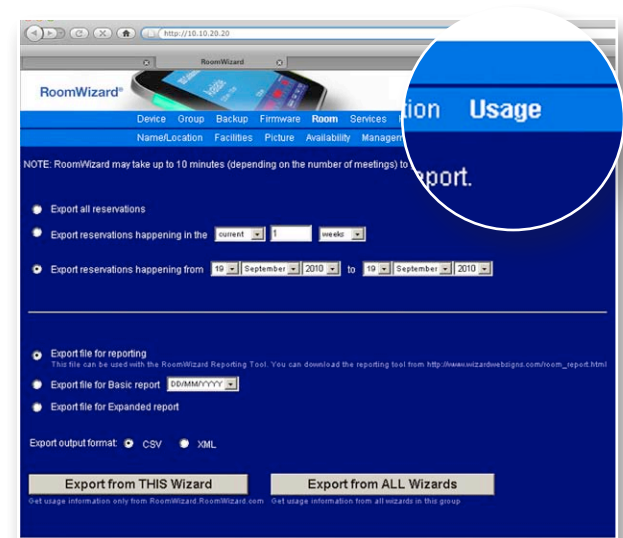 http://10.10.20.20
RoomWizard
RoomWizard®
Device Group Backup Firmware Room Services
Name/Location Facilities Picture Availability
tion Usage
NOTE: RoomWizard may take up to 10 minutes (depending on the number of meetings) to
eport.
Export all reservations
Export reservations happening in the current 1 weeks
Export reservations happening from 19 September 2010 to 19 September 2010
Export file for reporting
This file can be used with the RoomWizard Reporting Tool. You can download the reporting tool from http://www.wizardwebsigns.com/room_report.html
Export file for Basic report DD/MM/YYYY
Export file for Expanded report
Export output format: CSV XML
Export from THIS Wizard Export from ALL Wizards
Get usage information only from RoomWizard.RoomWizard.com Get usage information from all wizards in this group